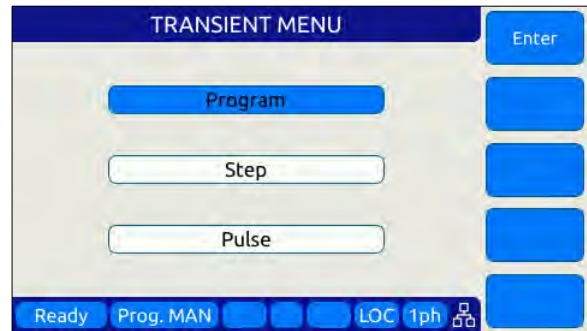 TRANSIENT MENU
Enter
Program
Step
Pulse
Ready Prog. MAN LOC 1ph